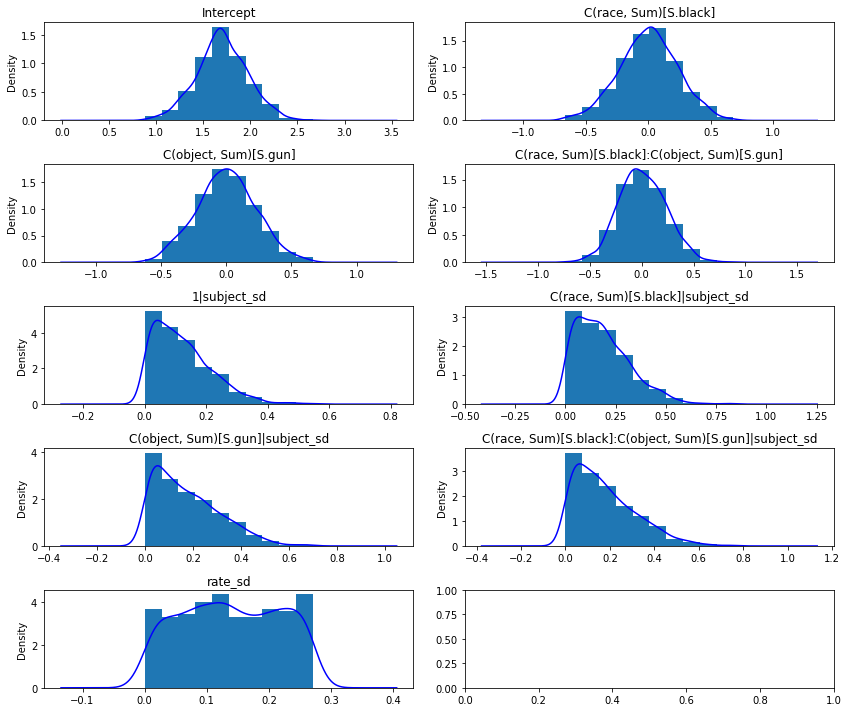 Intercept
Density
1.5
1.0
0.5
0.0
0.0 0.5 1.0 1.5 2.0 2.5 3.0 3.5
C(race, Sum)[S.black]
Density
1.5
1.0
0.5
0.0
−1.0 −0.5 0.0 0.5 1.0
C(object, Sum)[S.gun]
Density
1.5
1.0
0.5
0.0
−1.0 −0.5 0.0 0.5 1.0
C(race, Sum)[S.black]:C(object, Sum)[S.gun]
Density
1.5
1.0
0.5
0.0
−1.5 −1.0 −0.5 0.0 0.5 1.0 1.5
1|subject_sd
Density
4
2
0
−0.2 0.0 0.2 0.4 0.6 0.8
C(race, Sum)[S.black]|subject_sd
Density
3
2
1
0
−0.50 −0.25 0.00 0.25 0.50 0.75 1.00 1.25
C(object, Sum)[S.gun]|subject_sd
Density
4
2
0
−0.4 −0.2 0.0 0.2 0.4 0.6 0.8 1.0
C(race, Sum)[S.black]:C(object, Sum)[S.gun]|subject_sd
Density
3
2
1
0
−0.4 −0.2 0.0 0.2 0.4 0.6 0.8 1.0 1.2
rate_sd
Density
4
2
0
−0.1 0.0 0.1 0.2 0.3 0.4
1.00
0.75
0.50
0.25
0.00
0.0 0.2 0.4 0.6 0.8 1.0